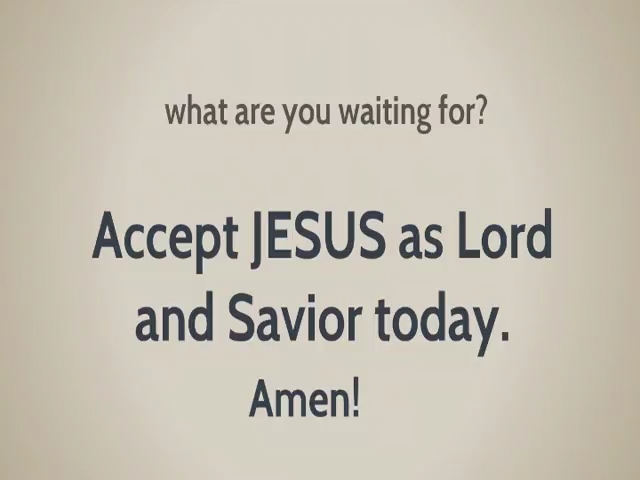 what are you waiting for?
Accept JESUS as Lord
and Savior today.
Amen!